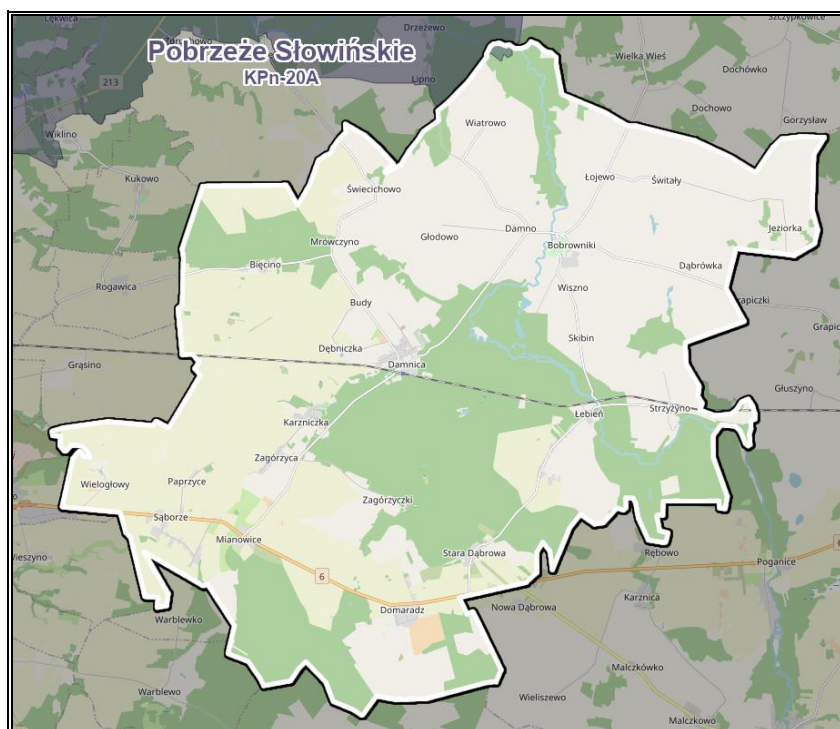 Łękwica
Drzeżewo
Szczypkowice
Pobrzeże Słowińskie
KPn-20A
Lipno
Wielka Wieś
Dochówko
213
Dochowo
Gorzysław
Wiklino
Wiatrowo
Kukowo
Świecichowo
Łojewo
Świtały
Głodowo
Damno
Jeziorka
Mrówczyno
Bobrowniki
Bięcino
Dąbrówka
Rogawica
Wiszno
Budy
Skibin
Dębniczka
Grąsino
Damnica
Głuszyno
Karzniczka
Łebień
Strzyżyno
Zagórzyca
Wielogłowy
Paprzyce
Zagórzyczki
Sąborze
Mianowice
Stara Dąbrowa
Rębowo
Poganice
6
Domaradz
Nowa Dąbrowa
Karznica
Warblewko
Malczkówko
Warblewo
Wieliszewo
Malczkowo